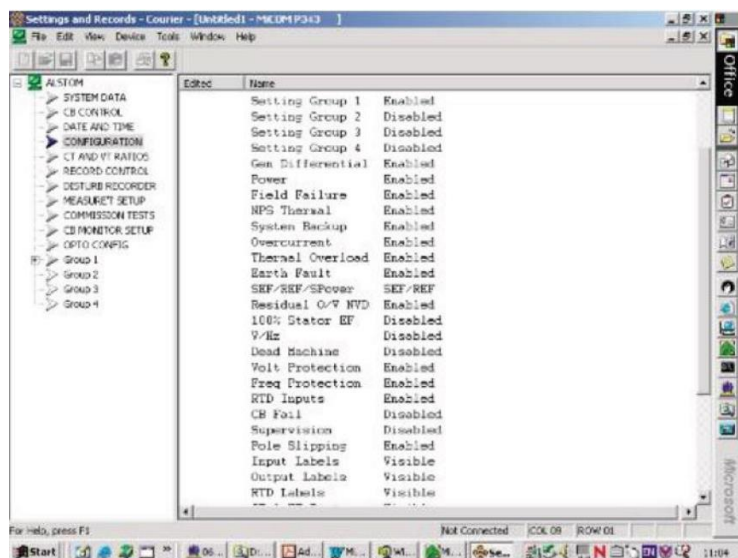 Settings and Records - Courier - [Untitled1 - MiCOM P343 ]
File Edit View Device Tools Window Help
Office
ALSTOM
SYSTEM DATA
CB CONTROL
DATE AND TIME
CONFIGURATION
CT AND VT RATIOS
RECORD CONTROL
DISTURB RECORDER
MEASURE'T SETUP
COMMISSION TESTS
CB MONITOR SETUP
OPTO CONFIG
Group 1
Group 2
Group 3
Group 4
Edited Name
Setting Group 1 Enabled
Setting Group 2 Disabled
Setting Group 3 Disabled
Setting Group 4 Disabled
Gen Differential Enabled
Power Enabled
Field Failure Enabled
NPS Thermal Enabled
System Backup Enabled
Overcurrent Enabled
Thermal Overload Enabled
Earth Fault Enabled
SEF/REF/SPower SEF/REF
Residual O/V NVD Enabled
100% Stator EF Disabled
V/Hz Disabled
Dead Machine Disabled
Volt Protection Enabled
Freq Protection Enabled
RTD Inputs Enabled
CB Fail Disabled
Supervision Disabled
Pole Slipping Enabled
Input Labels Visible
Output Labels Visible
RTD Labels Visible
Microsoft
For Help, press F1
Not Connected COL 09 ROW 01
Start 06... D:... Ad... M... Wi... M... Se... 11:04